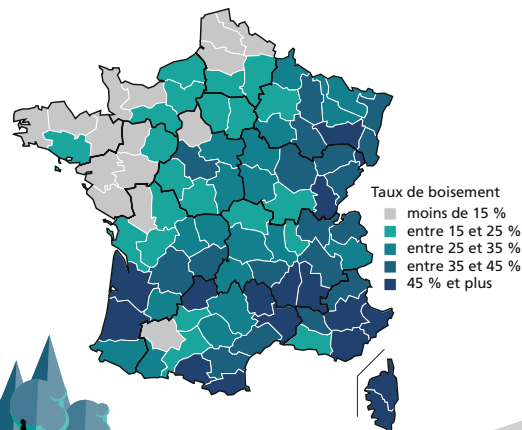 Taux de boisement
moins de 15 %
entre 15 et 25 %
entre 25 et 35 %
entre 35 et 45 %
45 % et plus